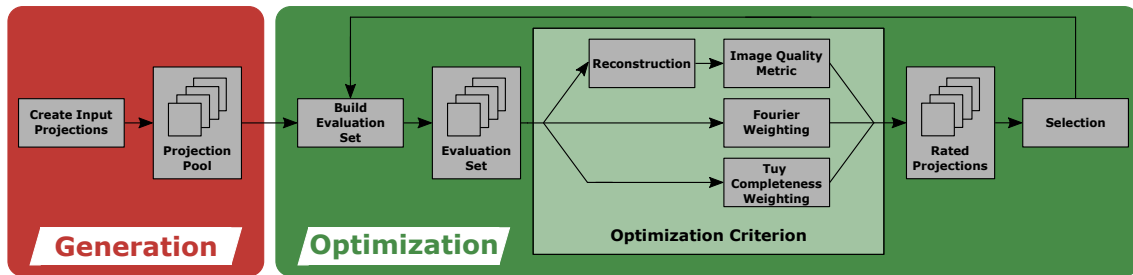 Create Input
Projections
Projection
Pool
Build
Evaluation
Set
Evaluation
Set
Reconstruction
Image Quality
Metric
Fourier
Weighting
Tuy
Completeness
Weighting
Rated
Projections
Selection
Generation
Optimization
Optimization Criterion